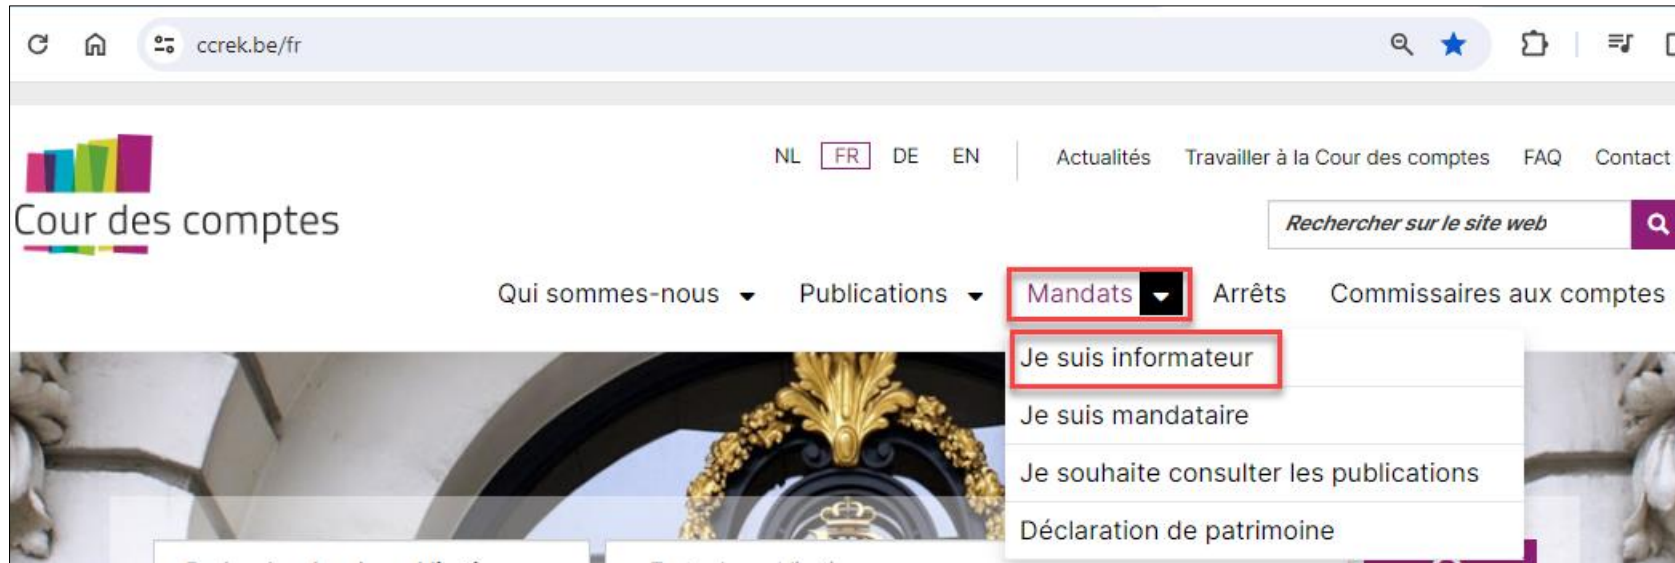 ccrek.be/fr
NL FR DE EN Actualités Travailler à la Cour des comptes FAQ Contact
Cour des comptes
Rechercher sur le site web
Qui sommes-nous Publications Mandats Arrêts Commissaires aux comptes
Je suis informateur
Je suis mandataire
Je souhaite consulter les publications
Déclaration de patrimoine